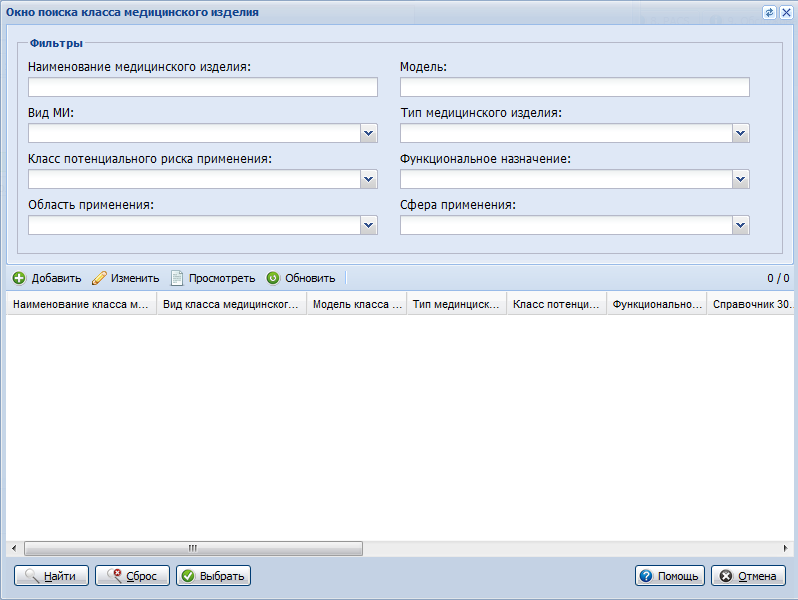 Окно поиска класса медицинского изделия
Фильтры
Наименование медицинского изделия: Модель:
Вид МИ: Тип медицинского изделия:
Класс потенциального риска применения: Функциональное назначение:
Область применения: Сфера применения:
Добавить Изменить Просмотреть Обновить 0 / 0
Наименование класса м... Вид класса медицинског... Модель класса ... Тип мединциск... Класс потенци... Функционально... Справочник 30...
Найти Сброс Выбрать Помощь Отмена